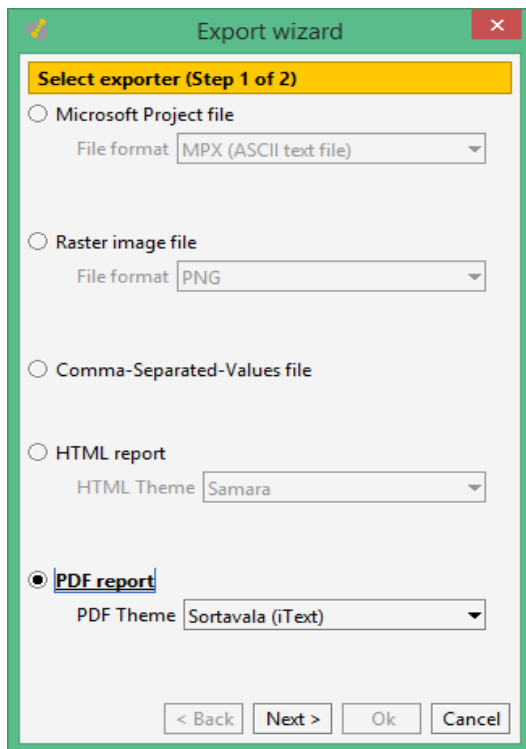 Export wizard
Select exporter (Step 1 of 2)
Microsoft Project file
File format MPX (ASCII text file)
Raster image file
File format PNG
Comma-Separated-Values file
HTML report
HTML Theme Samara
PDF report
PDF Theme Sortavala (iText)
< Back Next > Ok Cancel